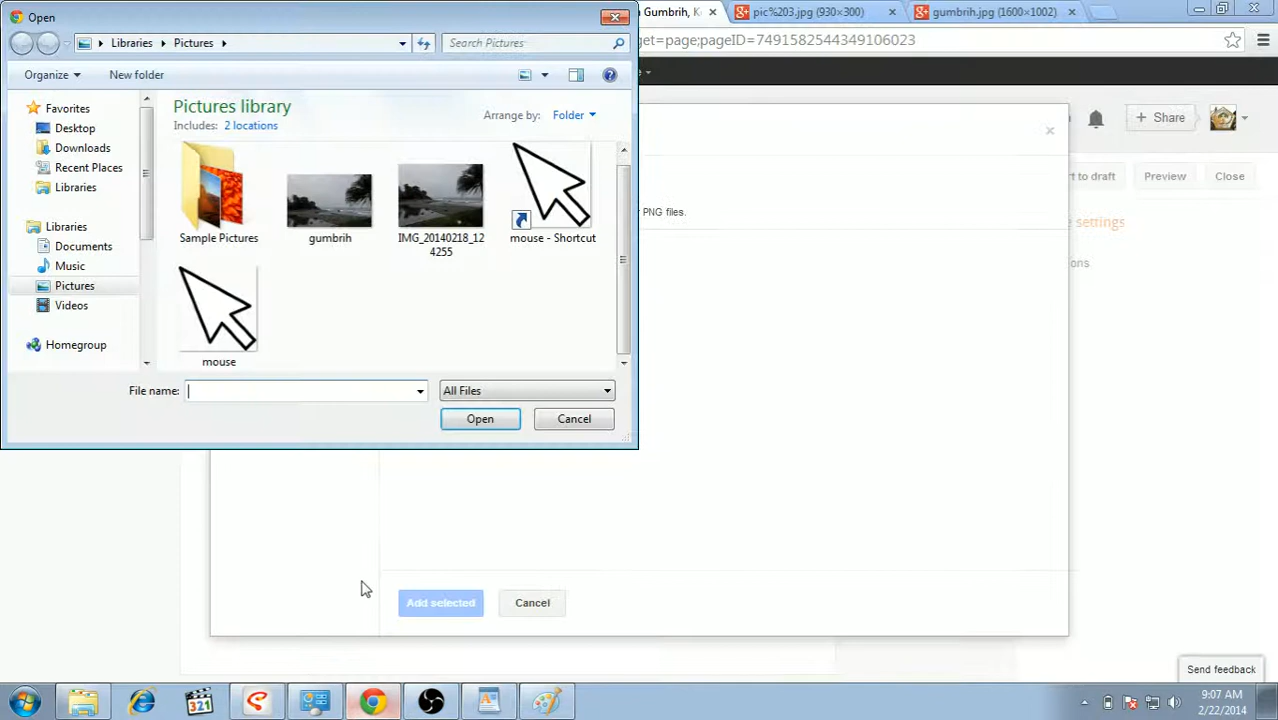 Open
Gumbrih, K
pic%203.jpg (930×300)
gumbrih.jpg (1600×1002)
Libraries
Pictures
Search Pictures
get=page;pageID=7491582544349106023
Organize
New folder
Favorites
Desktop
Downloads
Recent Places
Libraries
Libraries
Documents
Music
Pictures
Videos
Homegroup
Pictures library
Includes: 2 locations
Arrange by: Folder
Sample Pictures
gumbrih
IMG_20140218_1
24255
mouse - Shortcut
mouse
File name:
All Files
Open
Cancel
+ Share
t to draft
Preview
Close
PNG files.
settings
ons
Add selected
Cancel
Send feedback
321
9:07 AM
2/22/2014